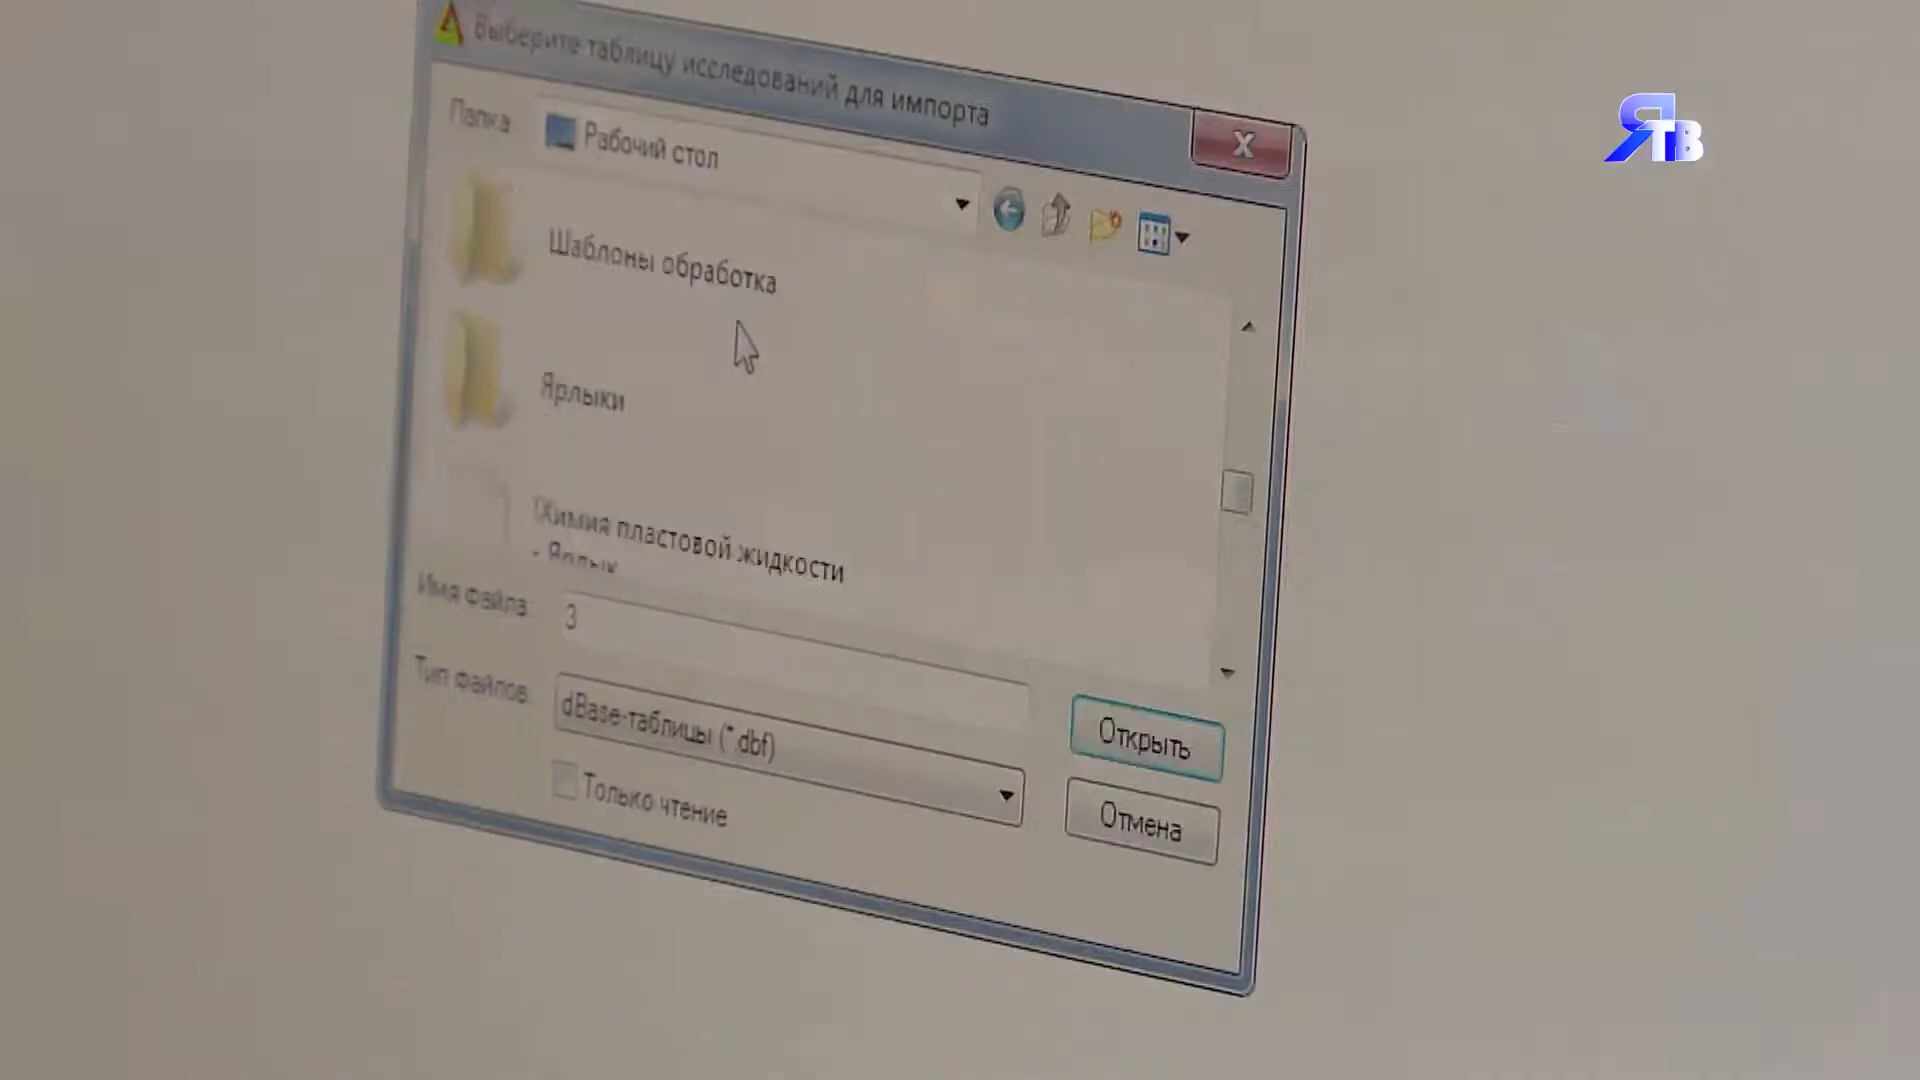 Выберите таблицу исследований для импорта
x
Папка
Рабочий стол
Шаблоны обработка
Ярлыки
!Химия пластовой жидкости
- Ярлык
Имя файла:
3
Тип файлов:
dBase-таблицы (*.dbf)
Только чтение
Открыть
Отмена
ЯТВ